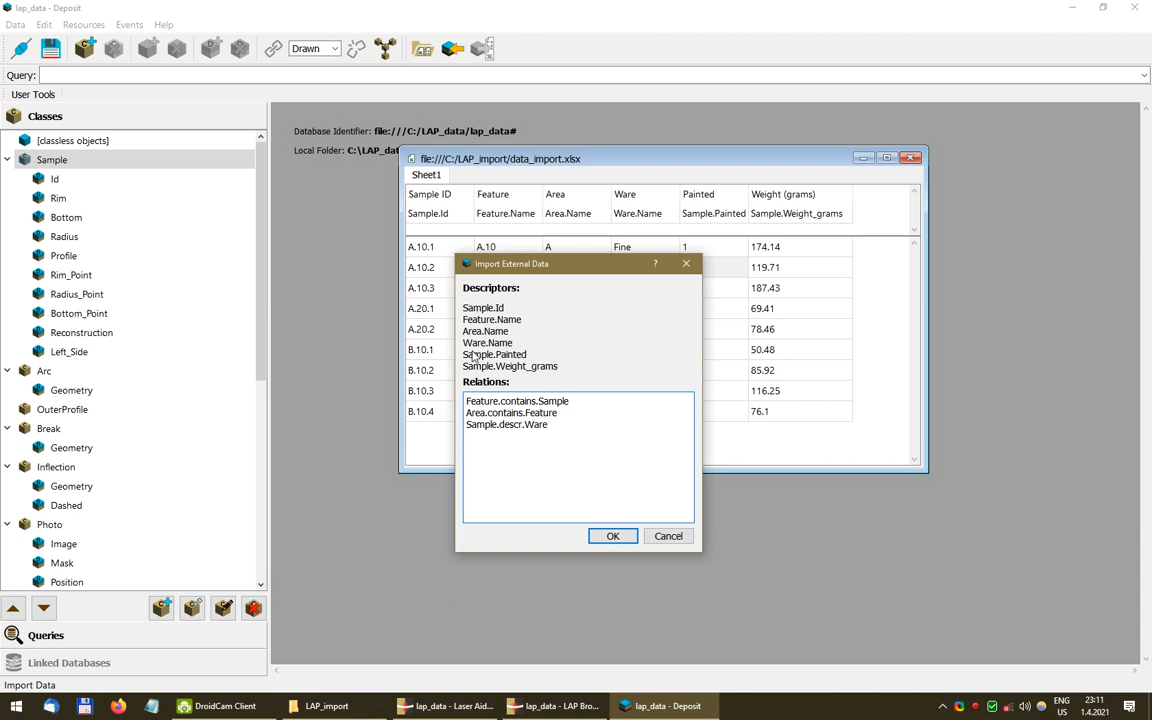 lap_data - Deposit
Data Edit Resources Events Help
Drawn
Query:
User Tools
Classes
[classless objects]
Sample
Id
Rim
Bottom
Radius
Profile
Rim_Point
Radius_Point
Bottom_Point
Reconstruction
Left_Side
Arc
Geometry
OuterProfile
Break
Geometry
Inflection
Geometry
Dashed
Photo
Image
Mask
Position
Queries
Linked Databases
Import Data
Database Identifier: file:///C:/LAP_data/lap_data#
Local Folder: C:\LAP_dat
file:///C:/LAP_import/data_import.xlsx
Sheet1
Sample ID Feature Area Ware Painted Weight (grams)
Sample.Id Feature.Name Area.Name Ware.Name Sample.Painted Sample.Weight_grams
A.10.1 A.10 A Fine 1 174.14
A.10.2 119.71
A.10.3 187.43
A.20.1 69.41
A.20.2 78.46
B.10.1 50.48
B.10.2 85.92
B.10.3 116.25
B.10.4 76.1
Import External Data ?
Descriptors:
Sample.Id
Feature.Name
Area.Name
Ware.Name
Sample.Painted
Sample.Weight_grams
Relations:
Feature.contains.Sample
Area.contains.Feature
Sample.descr.Ware
OK Cancel
DroidCam Client LAP_import lap_data - Laser Aid... lap_data - LAP Bro... lap_data - Deposit
ENG
US
23:11
1.4.2021